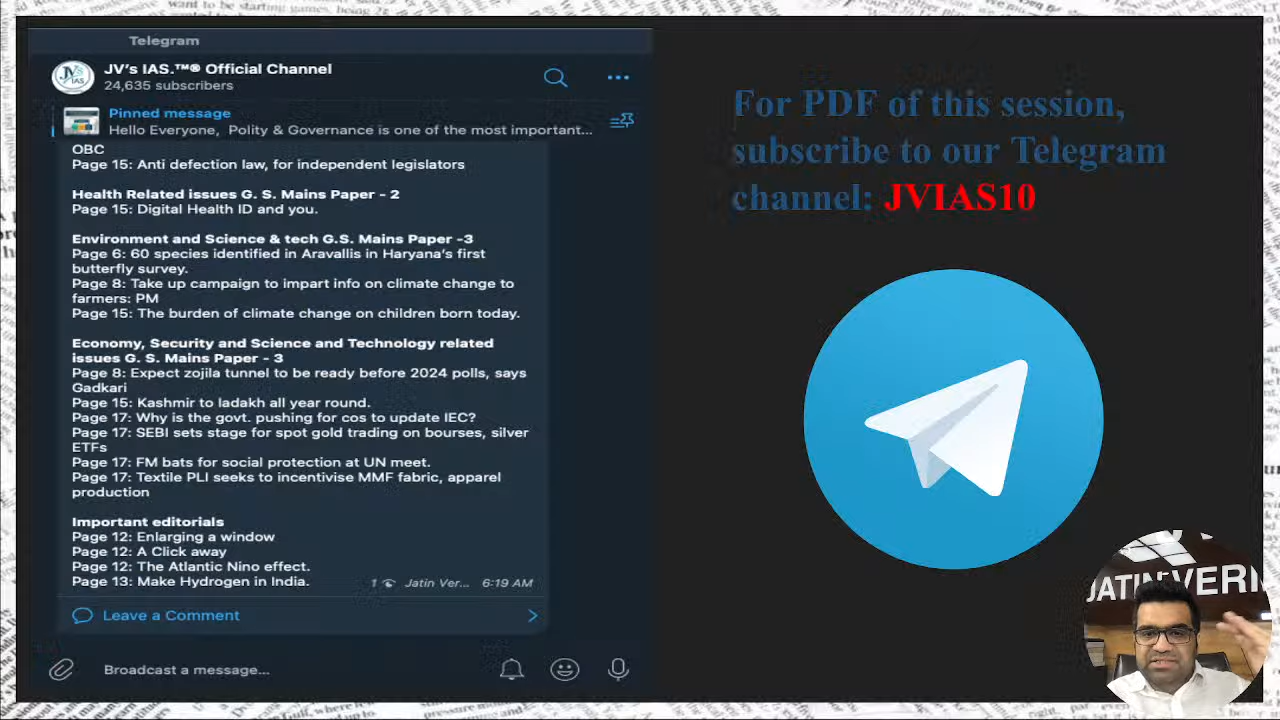 Telegram
JV's IAS.™® Official Channel
24,635 subscribers
Pinned message
Hello Everyone, Polity & Governance is one of the most important...
OBC
Page 15: Anti defection law, for independent legislators
Health Related issues G. S. Mains Paper - 2
Page 15: Digital Health ID and you.
Environment and Science & tech G.S. Mains Paper -3
Page 6: 60 species identified in Aravallis in Haryana's first
butterfly survey.
Page 8: Take up campaign to impart info on climate change to
farmers: PM
Page 15: The burden of climate change on children born today.
Economy, Security and Science and Technology related
issues G. S. Mains Paper - 3
Page 8: Expect zojila tunnel to be ready before 2024 polls, says
Gadkari
Page 15: Kashmir to ladakh all year round.
Page 17: Why is the govt. pushing for cos to update IEC?
Page 17: SEBI sets stage for spot gold trading on bourses, silver
ETFs
Page 17: FM bats for social protection at UN meet.
Page 17: Textile PLI seeks to incentivise MMF fabric, apparel
production
Important editorials
Page 12: Enlarging a window
Page 12: A Click away
Page 12: The Atlantic Nino effect.
Page 13: Make Hydrogen in India.
1 Jatin Ver... 6:19 AM
Leave a Comment
Broadcast a message...
For PDF of this session,
subscribe to our Telegram
channel: JVIAS10
JV's
IAS
JATIN VER